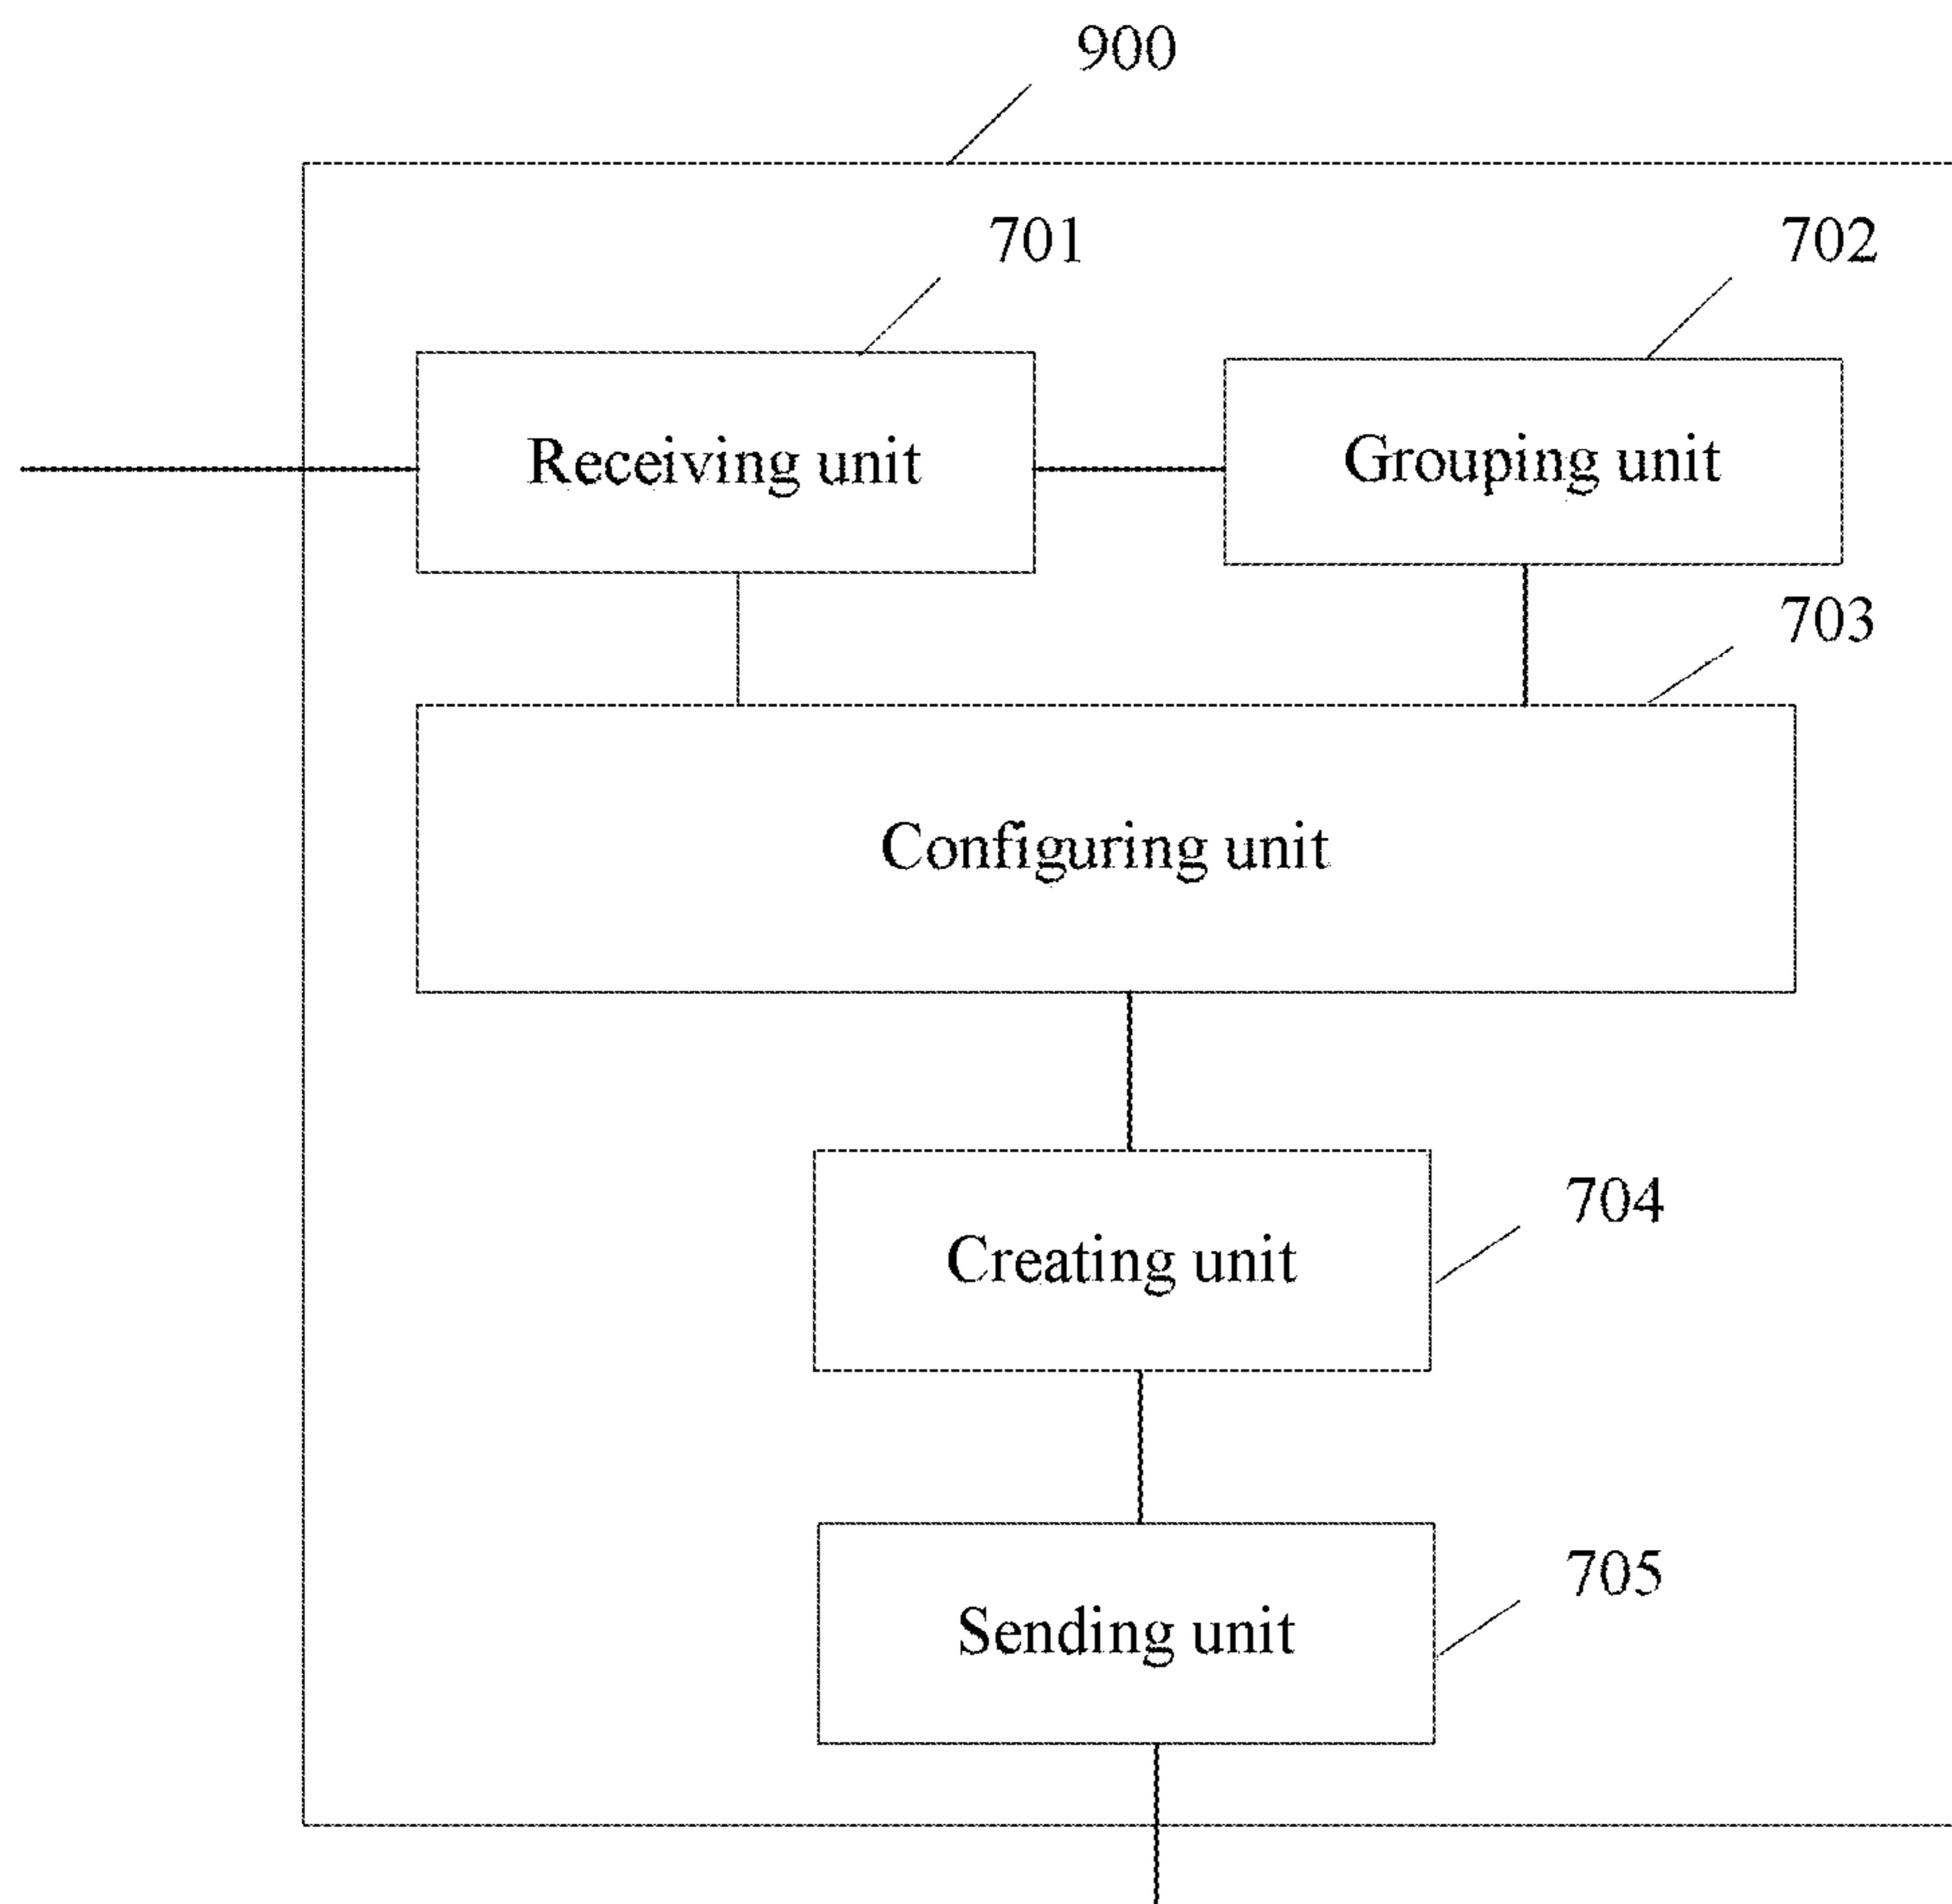 900
701
702
Receiving unit
Grouping unit
703
Configuring unit
704
Creating unit
705
Sending unit